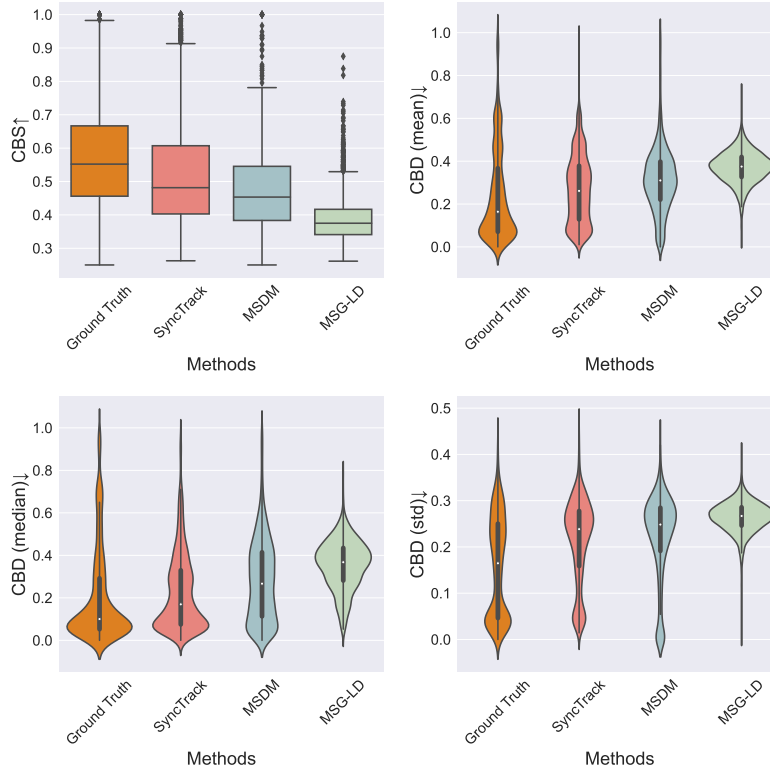 CBS↑
1.0
0.9
0.8
0.7
0.6
0.5
0.4
0.3
Ground Truth
SyncTrack
MSDM
MSG-LD
Methods
CBD (mean)↓
1.0
0.8
0.6
0.4
0.2
0.0
Ground Truth
SyncTrack
MSDM
MSG-LD
Methods
CBD (median)↓
1.0
0.8
0.6
0.4
0.2
0.0
Ground Truth
SyncTrack
MSDM
MSG-LD
Methods
CBD (std)↓
0.5
0.4
0.3
0.2
0.1
0.0
Ground Truth
SyncTrack
MSDM
MSG-LD
Methods